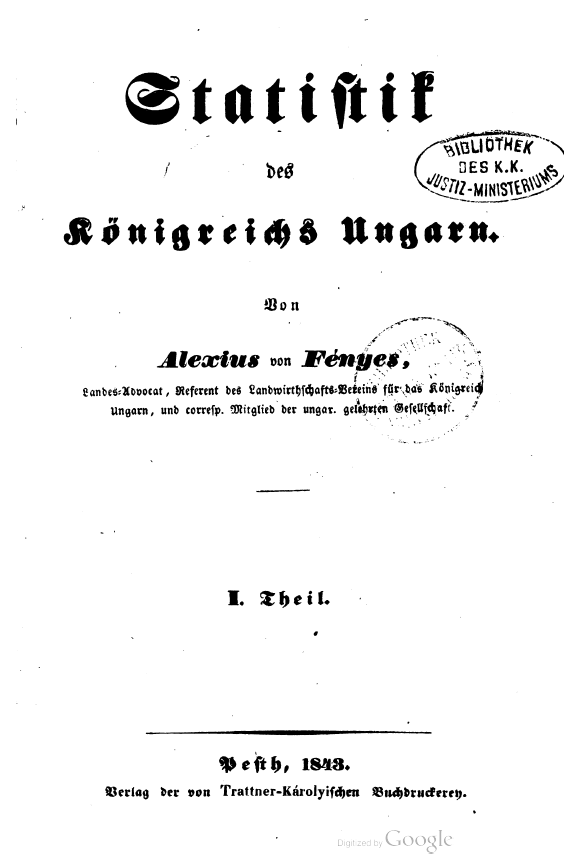 Statistik
des
BIBLIOTHEK
DES K.K.
JUSTIZ-MINISTERIUMS
Königreichs Ungarn.
Von
Alexius von Fényes,
Landes-Advocat, Referent des Landwirthschafts-Vereins für das Königreich
Ungarn, und corresp. Mitglied der ungar. gelehrten Gesellschaft.
I. Theil.
Pesth, 1843.
Verlag der von Trattner-Károlyischen Buchdruckerey.
Digitized by Google